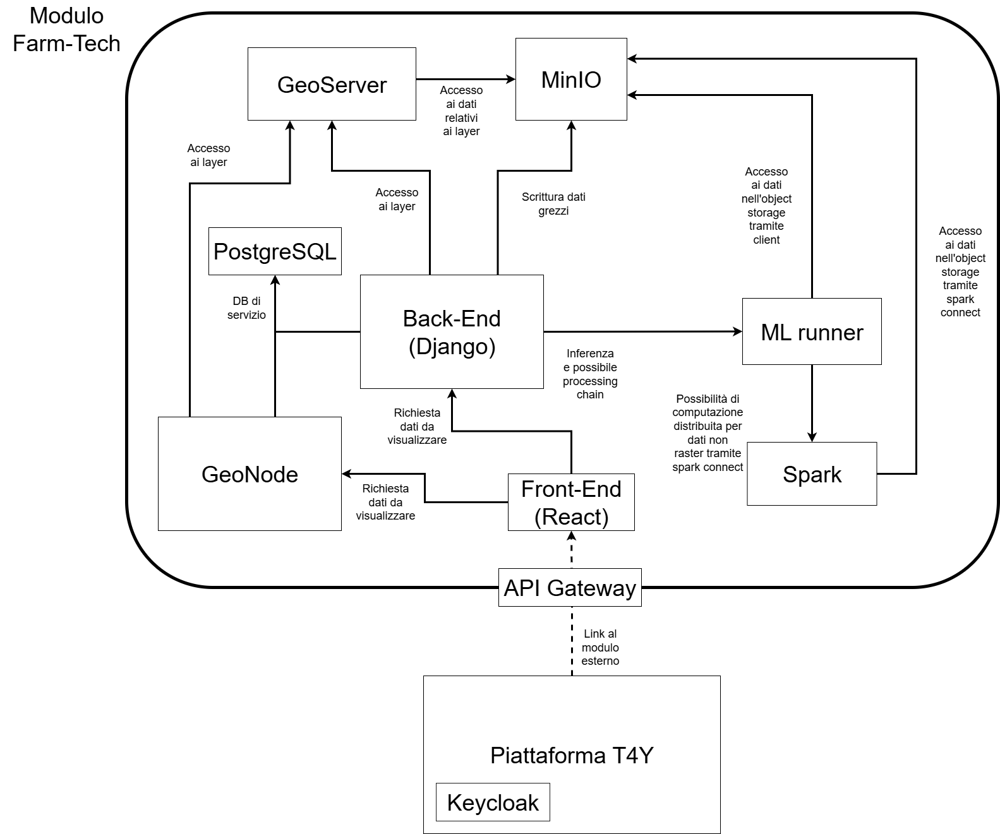 Modulo
Farm-Tech
GeoServer
MinIO
Accesso
ai dati
relativi
ai layer
Accesso
ai layer
Accesso
ai layer
Scrittura dati
grezzi
Accesso
ai dati
nell'object
storage
tramite
client
Accesso
ai dati
nell'object
storage
tramite
spark
connect
PostgreSQL
DB di
servizio
Back-End
(Django)
ML runner
Inferenza
e possibile
processing
chain
Possibilità di
computazione
distribuita per
dati non
raster tramite
spark connect
Richiesta
dati da
visualizzare
GeoNode
Richiesta
dati da
visualizzare
Front-End
(React)
Spark
API Gateway
Link al
modulo
esterno
Piattaforma T4Y
Keycloak